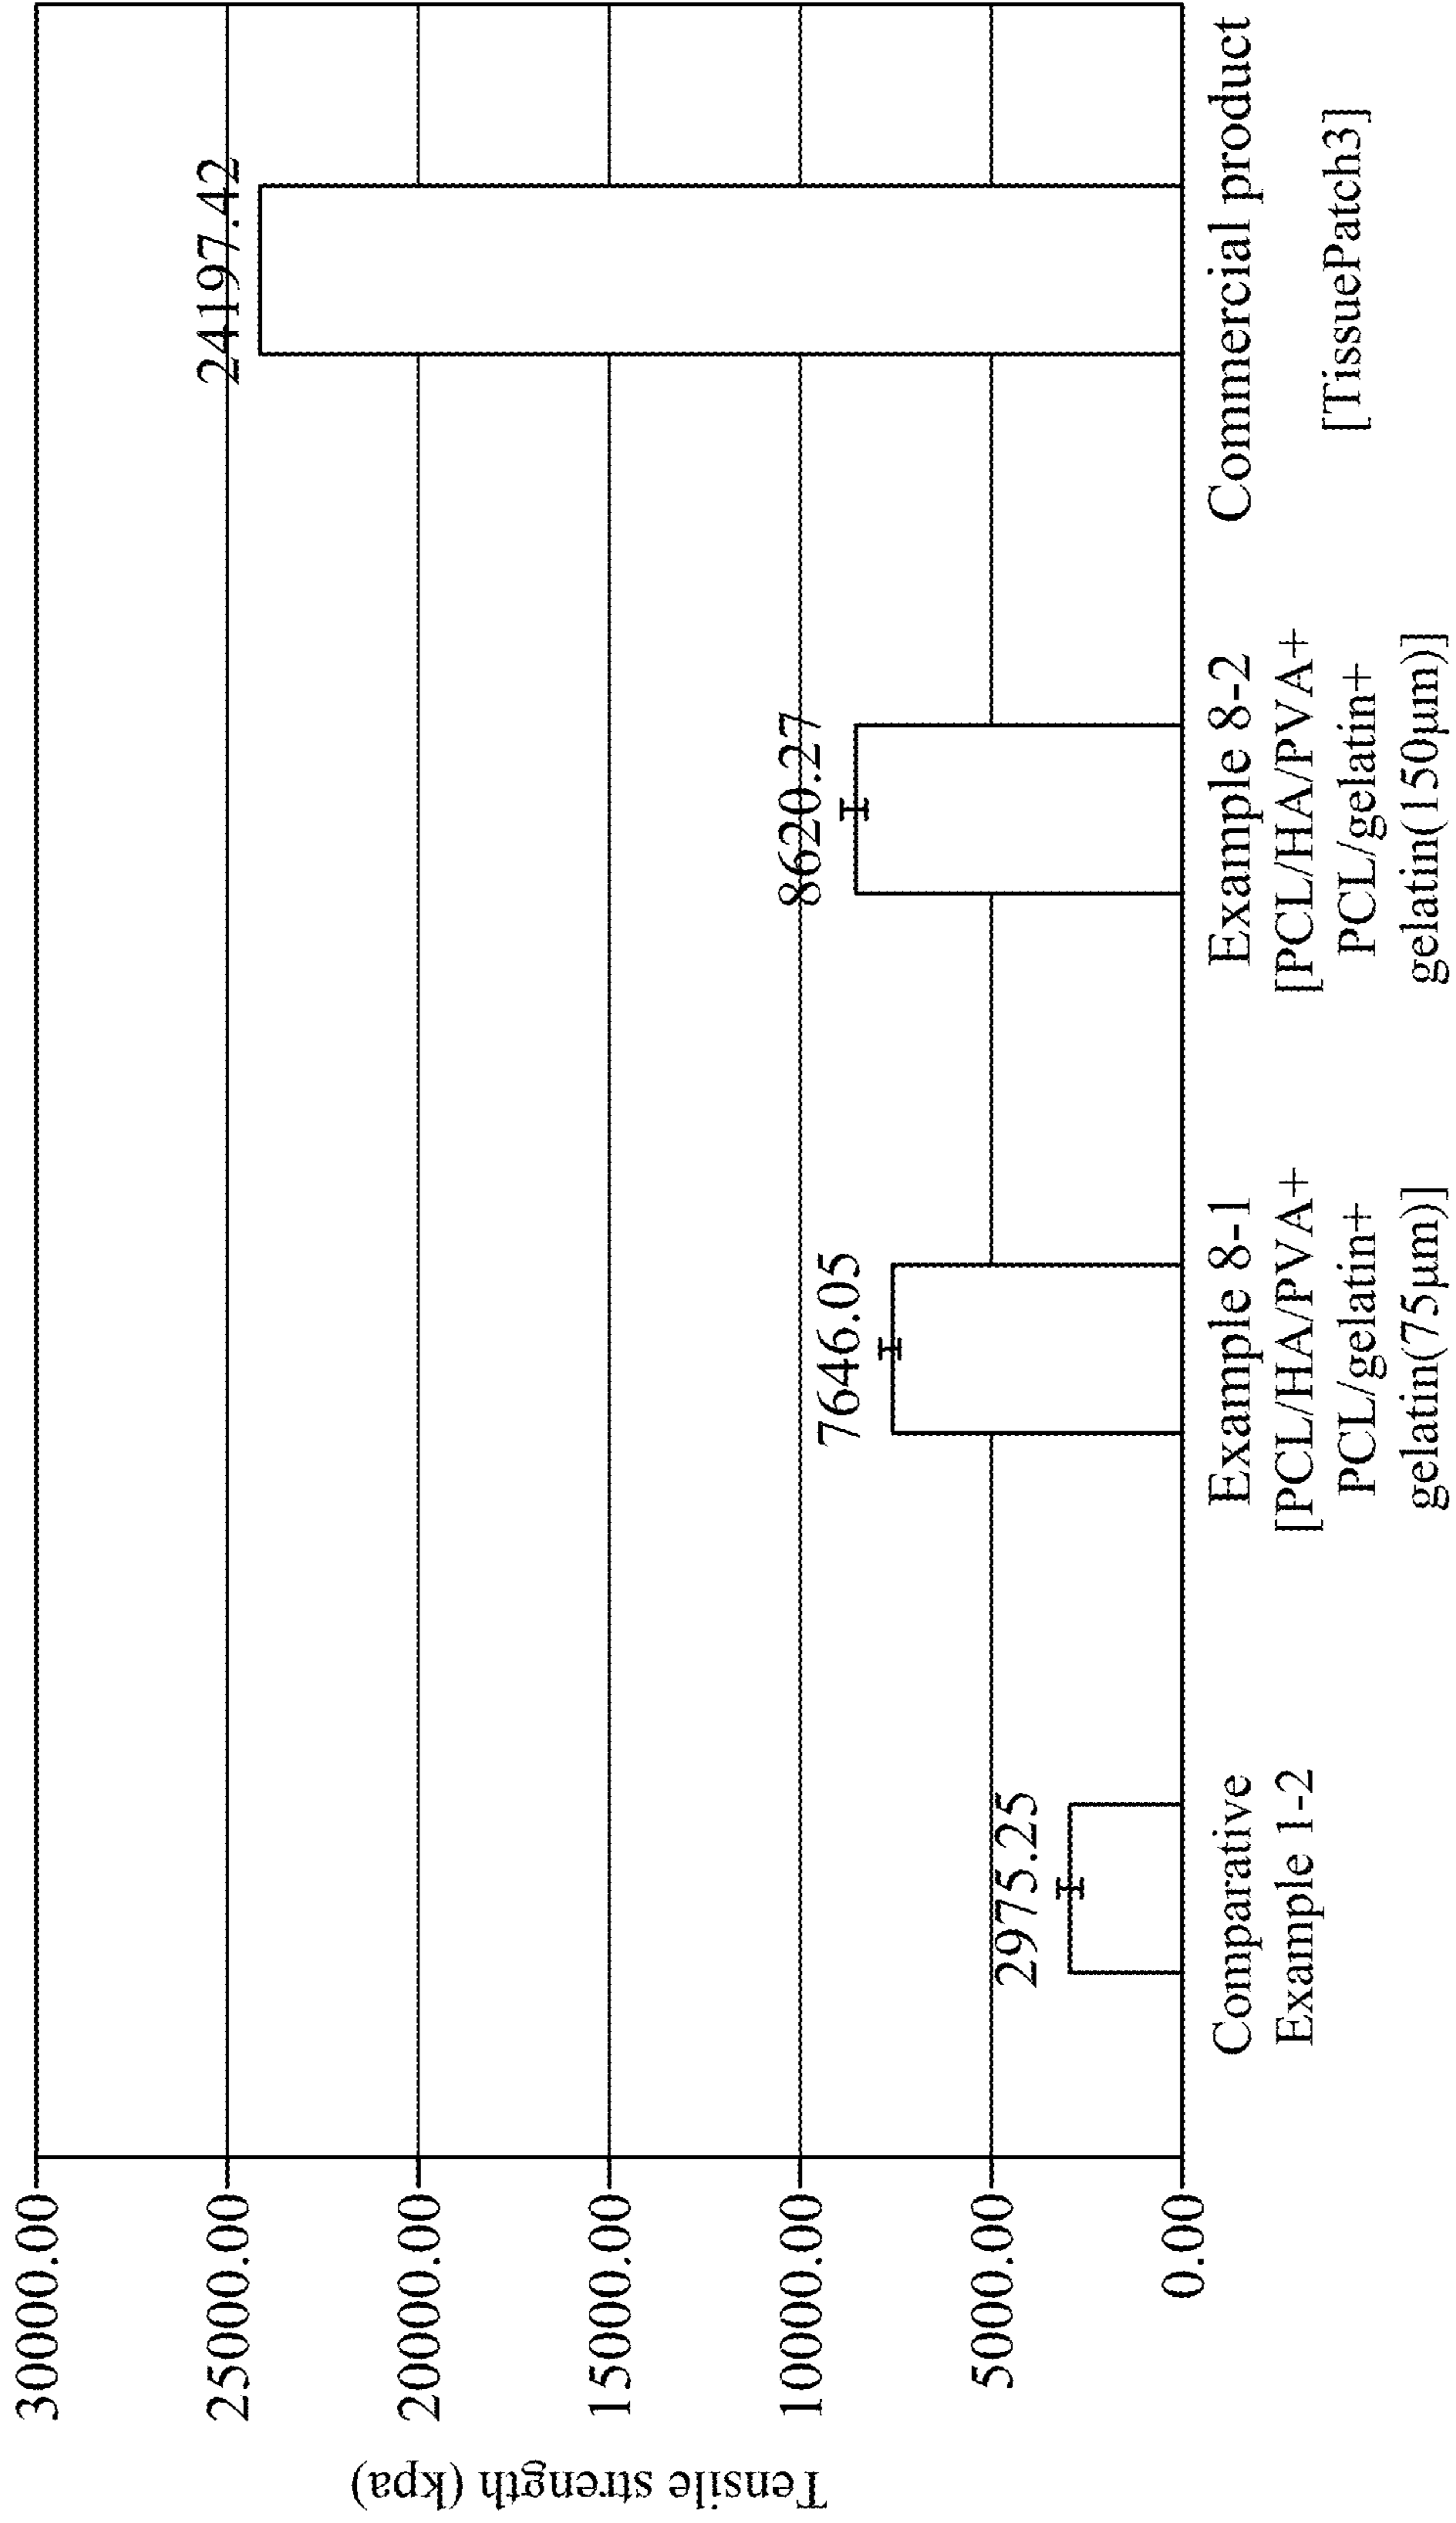 Tensile strength (kpa)
30000.00
25000.00
20000.00
15000.00
10000.00
5000.00
0.00
2975.25
7646.05
8620.27
24197.42
Comparative
Example 1-2
Example 8-1
[PCL/HA/PVA+
PCL/gelatin+
gelatin(75μm)]
Example 8-2
[PCL/HA/PVA+
PCL/gelatin+
gelatin(150μm)]
Commercial product
[TissuePatch3]